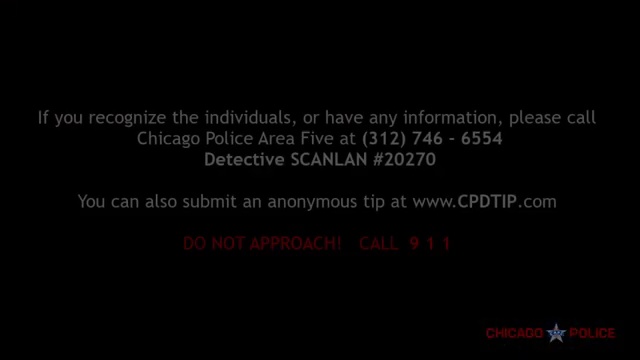 If you recognize the individuals, or have any information, please call
Chicago Police Area Five at (312) 746 - 6554
Detective SCANLAN #20270
You can also submit an anonymous tip at www.CPDTIP.com
DO NOT APPROACH! CALL 9 1 1
CHICAGO POLICE